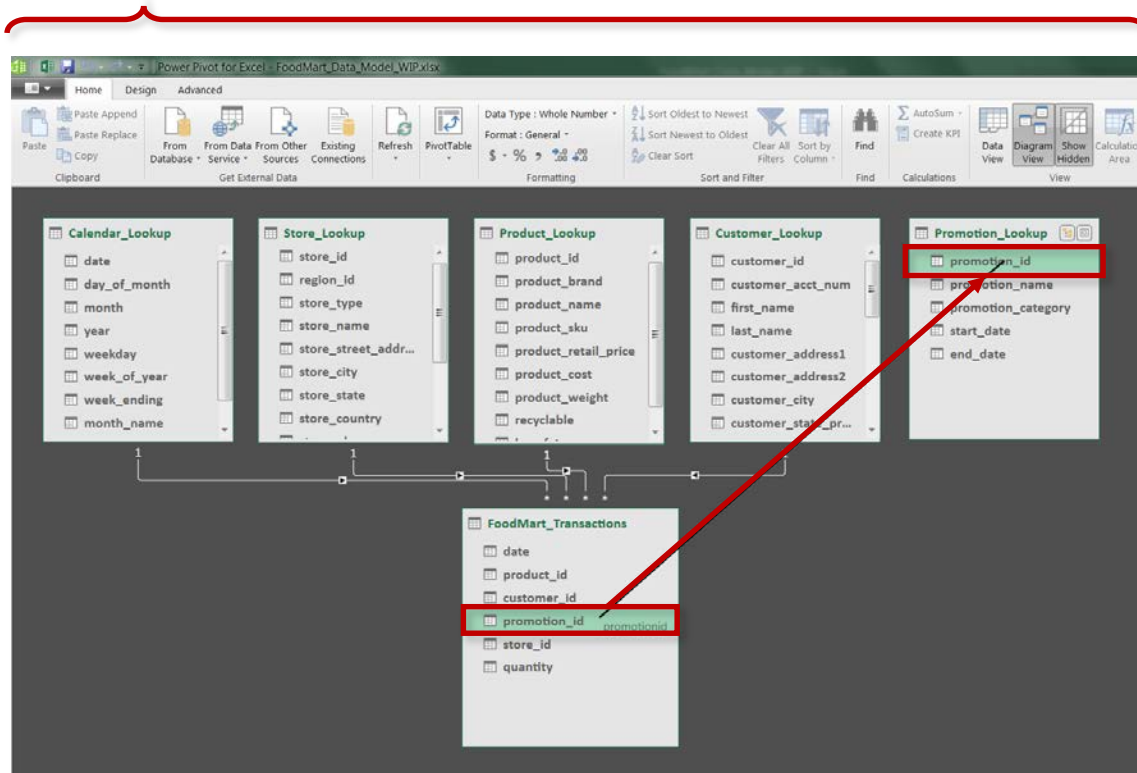 Power Pivot for Excel - FoodMart_Data_Model_WIP.xlsx
Home Design Advanced
Paste
Paste Append
Paste Replace
Copy
Clipboard
From Database
From Data Service
From Other Sources
Existing Connections
Get External Data
Refresh
PivotTable
Data Type : Whole Number
Format : General
$ % ,
Formatting
Sort Oldest to Newest
Sort Newest to Oldest
Clear Sort
Clear All Filters
Sort by Column
Sort and Filter
Find
Find
AutoSum
Create KPI
Calculations
Data View
Diagram View
Show Hidden
Calculatio
Area
View
Calendar_Lookup
date
day_of_month
month
year
weekday
week_of_year
week_ending
month_name
1
Store_Lookup
store_id
region_id
store_type
store_name
store_street_addr...
store_city
store_state
store_country
1
Product_Lookup
product_id
product_brand
product_name
product_sku
product_retail_price
product_cost
product_weight
recyclable
1
Customer_Lookup
customer_id
customer_acct_num
first_name
last_name
customer_address1
customer_address2
customer_city
customer_state_pr...
Promotion_Lookup
promotion_id
promotion_name
promotion_category
start_date
end_date
* * * *
FoodMart_Transactions
date
product_id
customer_id
promotion_id promotionid
store_id
quantity